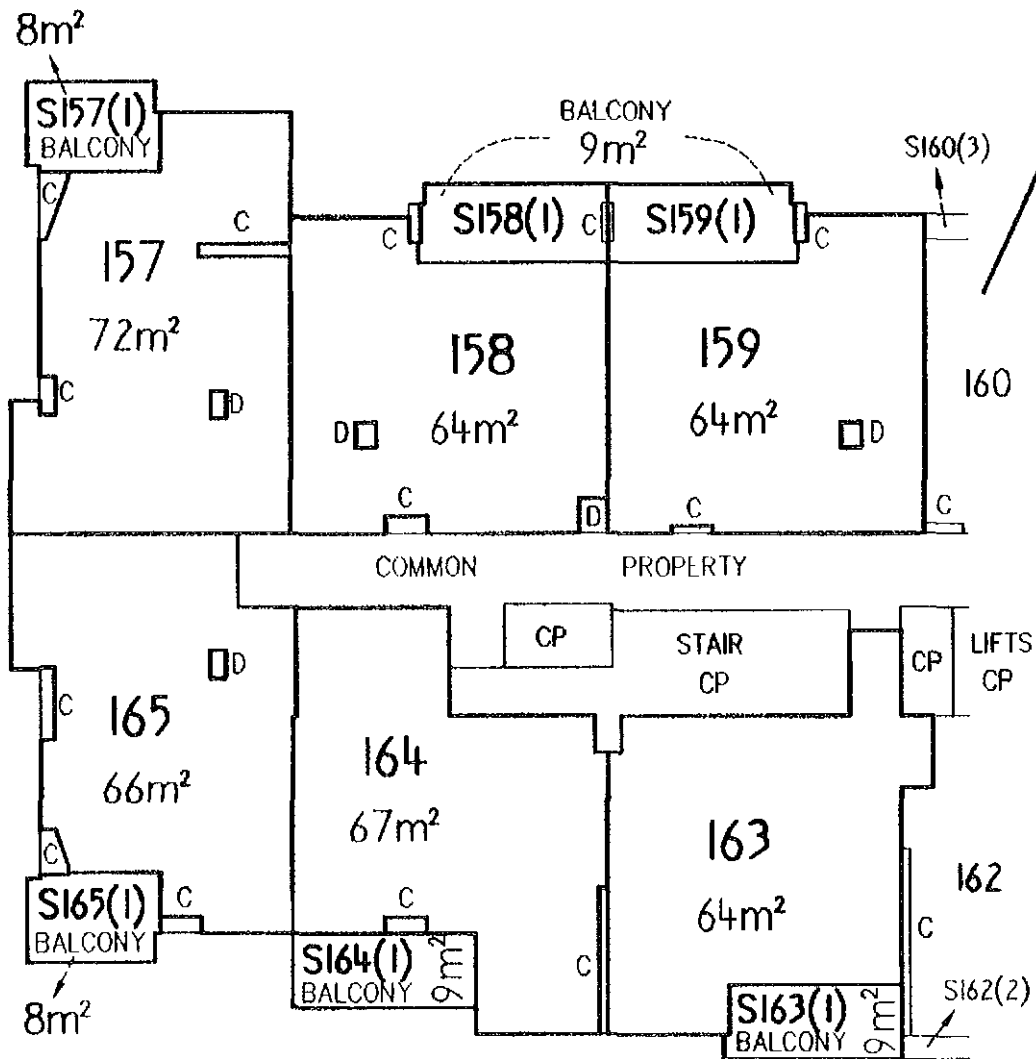 8m²
S157(1)
BALCONY
BALCONY
9m²
S160(3)
C
C
157
72m²
C
D
S158(1)
C
C
S159(1)
C
158
64m²
D
C
D
159
64m²
D
C
160
C
COMMON PROPERTY
CP
STAIR
CP
CP
LIFTS
CP
D
C
165
66m²
C
164
67m²
163
64m²
162
S165(1)
BALCONY
8m²
C
C
S164(1)
BALCONY
9m²
C
S163(1)
BALCONY
9m²
C
S162(2)